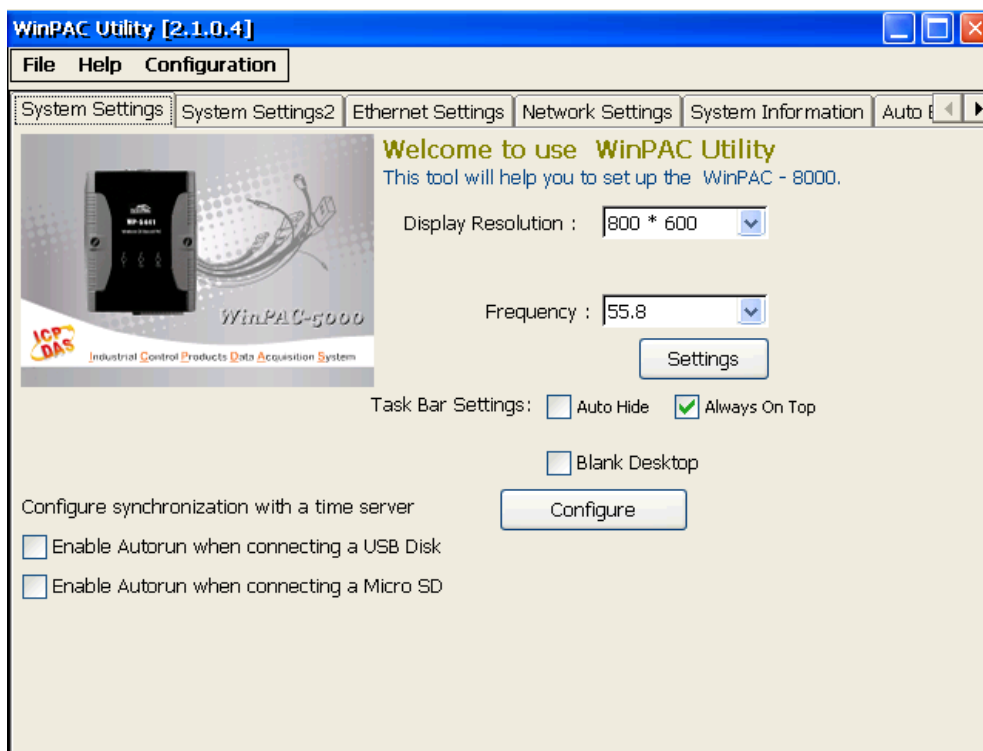 WinPAC Utility [2.1.0.4]
File Help Configuration
System Settings System Settings2 Ethernet Settings Network Settings System Information Auto
Welcome to use WinPAC Utility
This tool will help you to set up the WinPAC - 8000.
Display Resolution : 800 * 600
WinPAC-5000
Frequency : 55.8
ICP DAS
Industrial Control Products Data Acquisition System
Settings
Task Bar Settings: Auto Hide Always On Top
Blank Desktop
Configure synchronization with a time server Configure
Enable Autorun when connecting a USB Disk
Enable Autorun when connecting a Micro SD